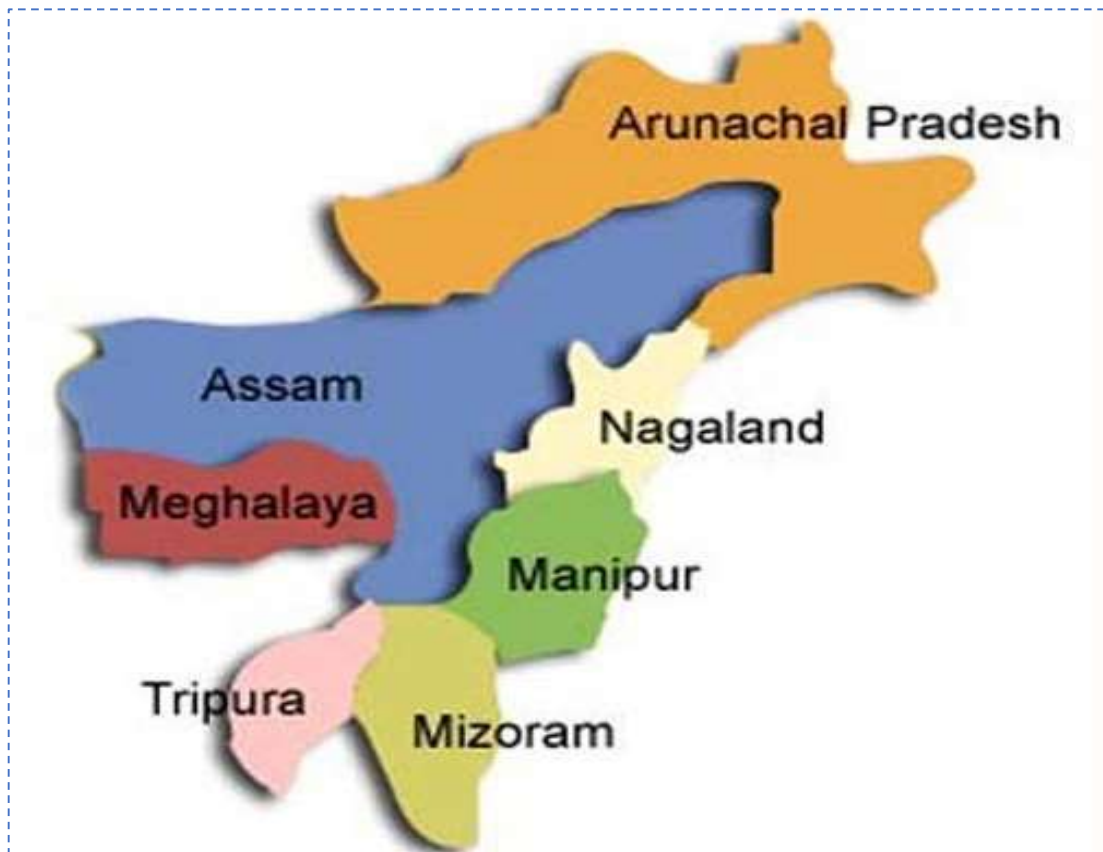 Arunachal Pradesh
Assam
Nagaland
Meghalaya
Manipur
Tripura
Mizoram